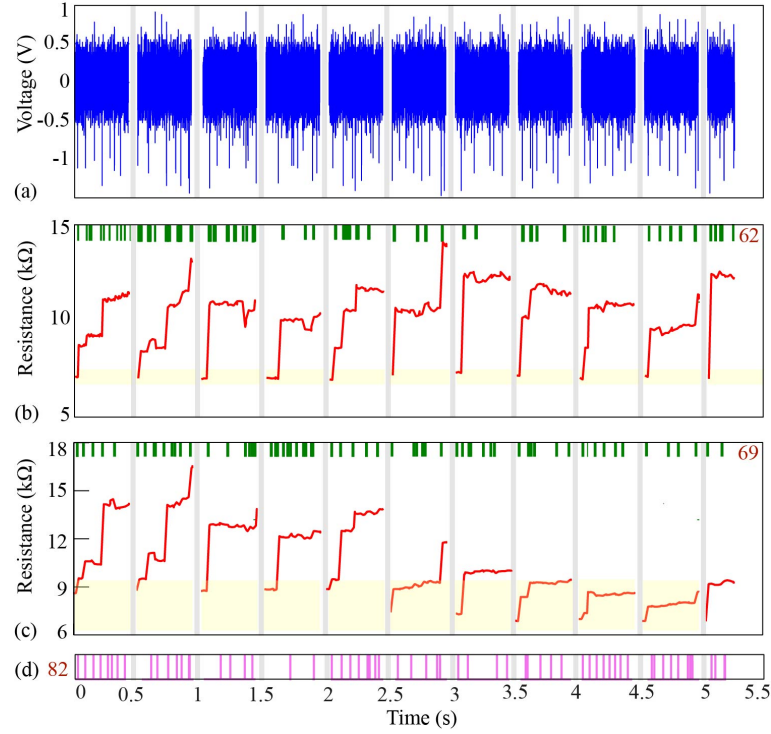 1
0.5
Voltage (V)
0
-0.5
-1
(a)
15
62
Resistance (kΩ)
10
5
(b)
18
69
15
Resistance (kΩ)
12
9
6
(c)
(d) 82
0 0.5 1 1.5 2 2.5 3 3.5 4 4.5 5 5.5
Time (s)